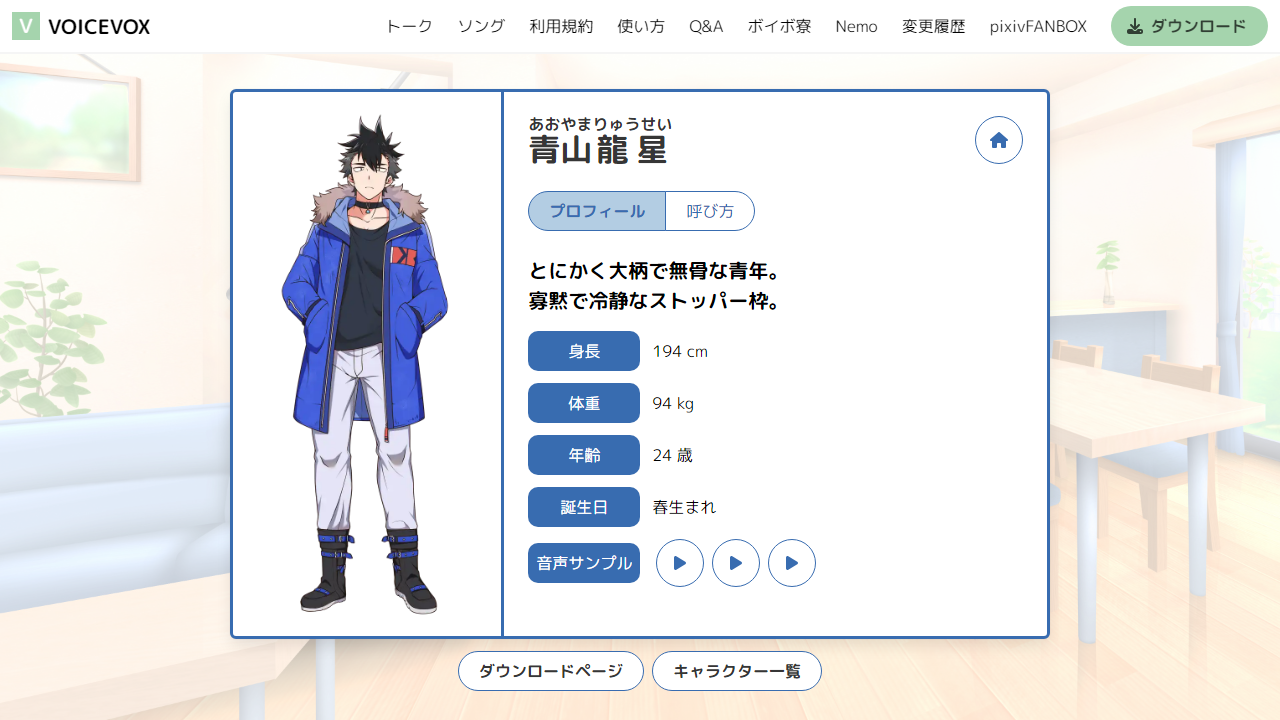 V VOICEVOX
トーク ソング 利用規約 使い方 Q&A ボイボ寮 Nemo 変更履歴 pixivFANBOX ダウンロード
あおやまりゅうせい
青山龍星
プロフィール 呼び方
とにかく大柄で無骨な青年。
寡黙で冷静なストッパー枠。
身長 194 cm
体重 94 kg
年齢 24 歳
誕生日 春生まれ
音声サンプル
ダウンロードページ キャラクター一覧